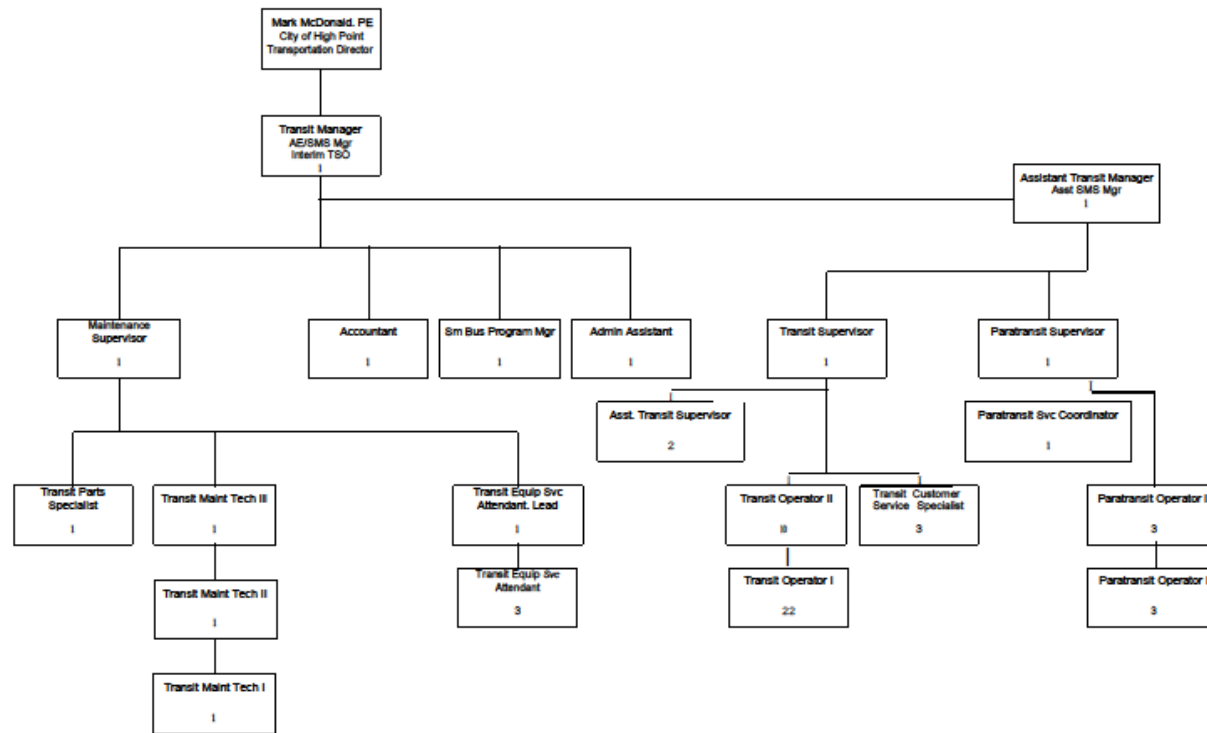 Mark McDonald. PE
City of High Point
Transportation Director
Transit Manager
AE/SMS Mgr
Interim TSO
1
Assistant Transit Manager
Asst SMS Mgr
1
Maintenance
Supervisor
1
Accountant
1
Sm Bus Program Mgr
1
Admin Assistant
1
Transit Supervisor
1
Paratransit Supervisor
1
Asst. Transit Supervisor
2
Paratransit Svc Coordinator
1
Transit Parts
Specialist
1
Transit Maint Tech III
1
Transit Equip Svc
Attendant. Lead
1
Transit Operator II
Transit Customer
Service Specialist
3
Paratransit Operator
3
Transit Maint Tech II
1
Transit Equip Svc
Attendant
3
Transit Operator I
22
Paratransit Operator
3
Transit Maint Tech I
1